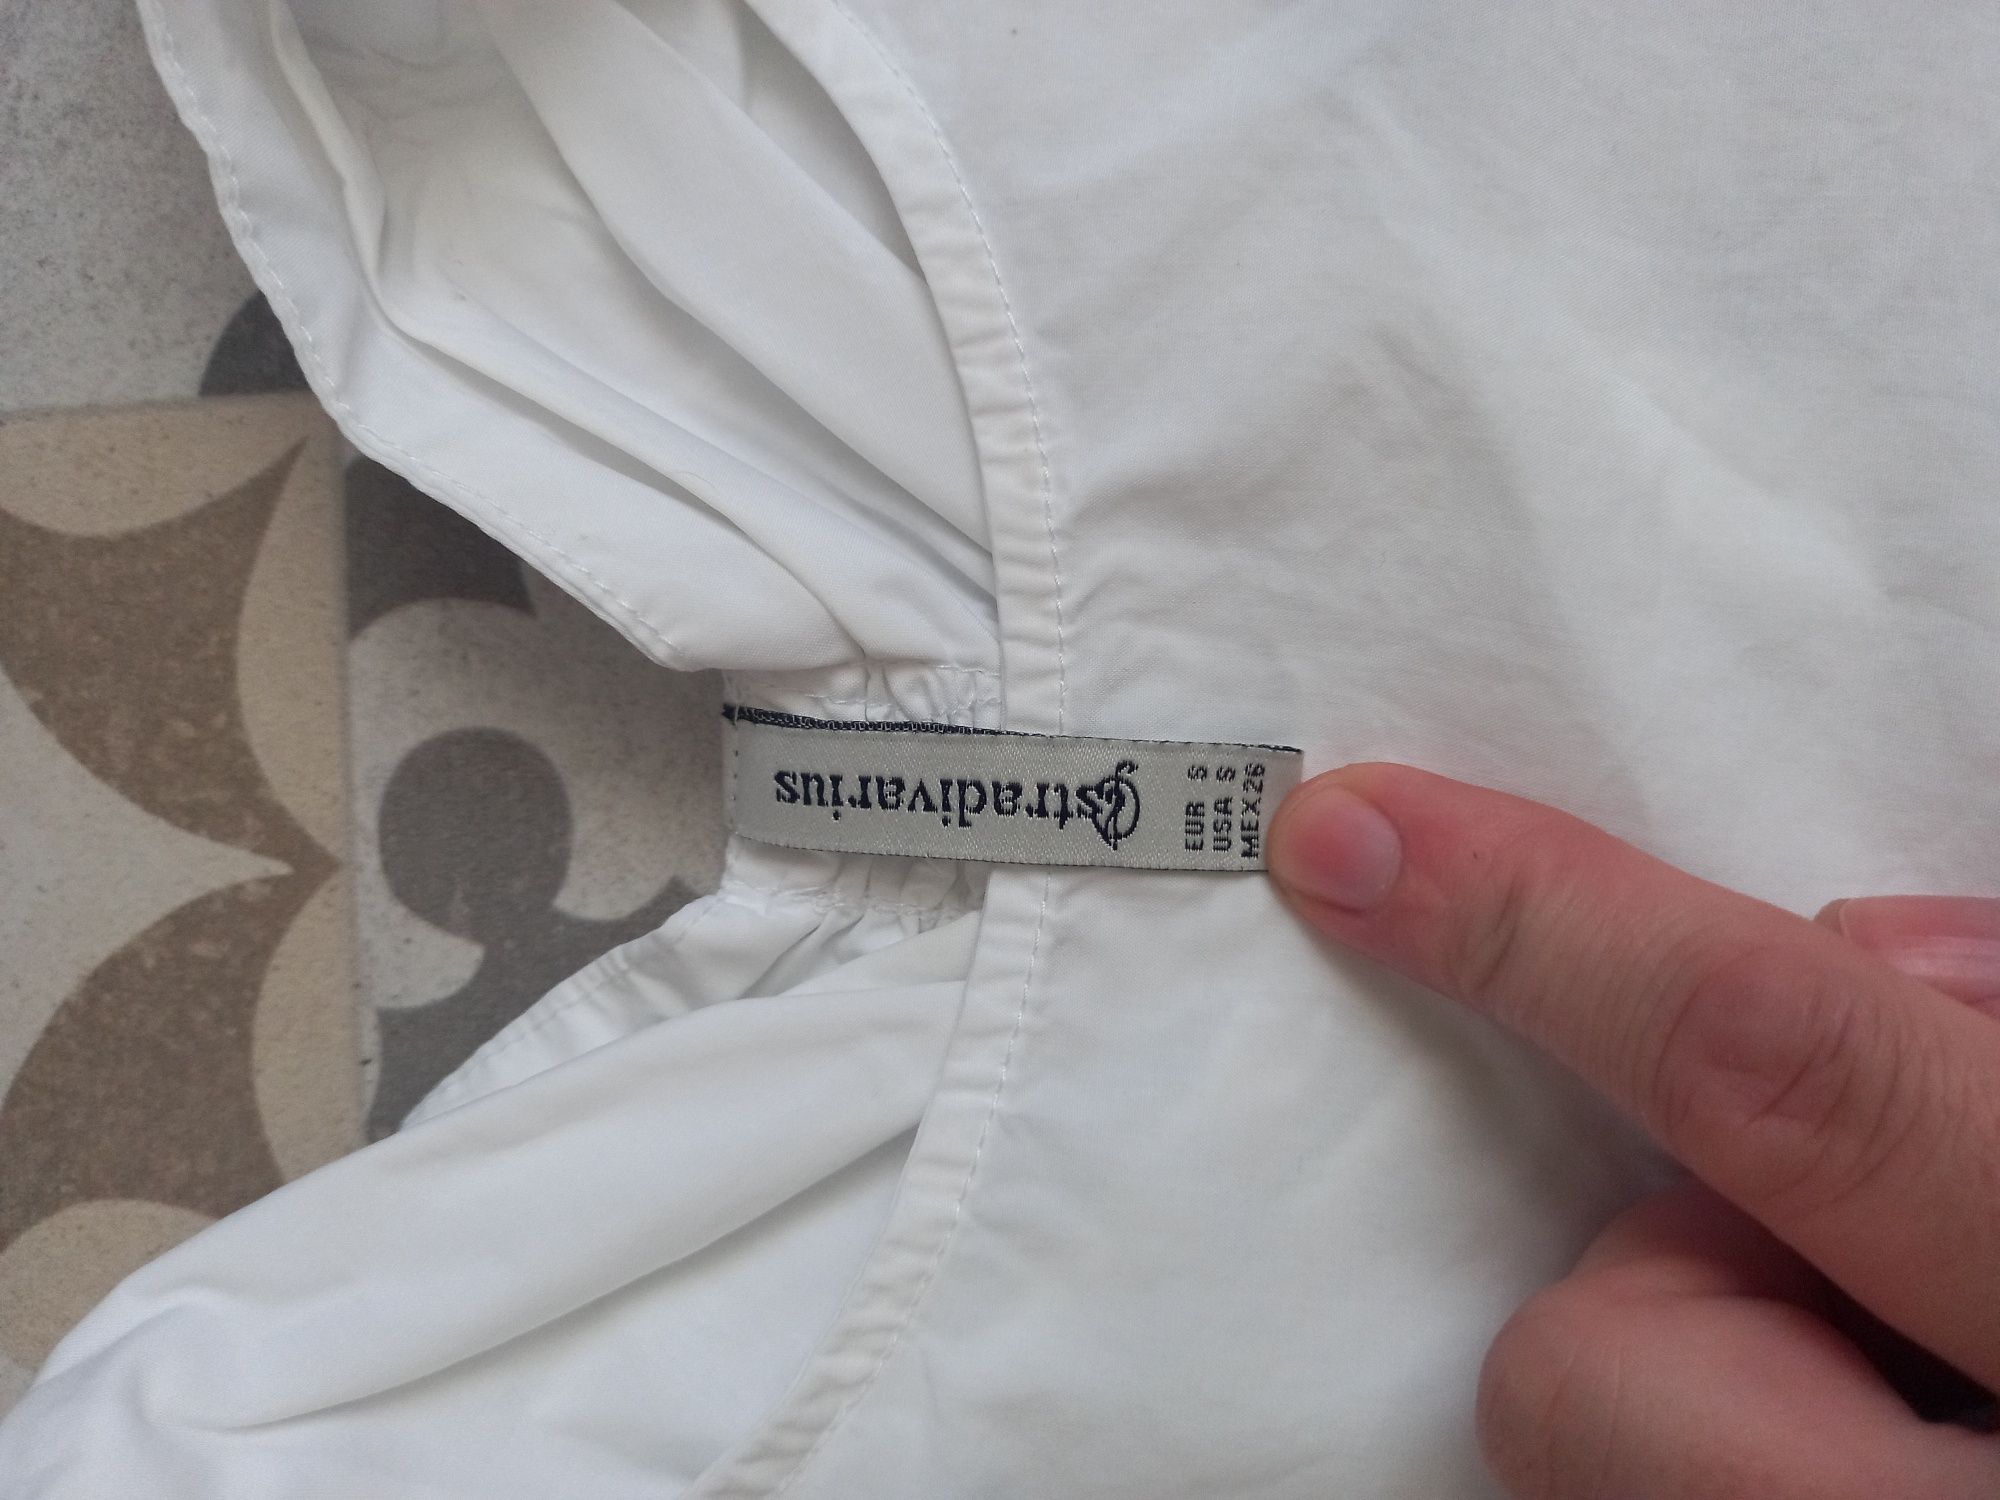 stradivarius
EUR S
USA S
MEX 26